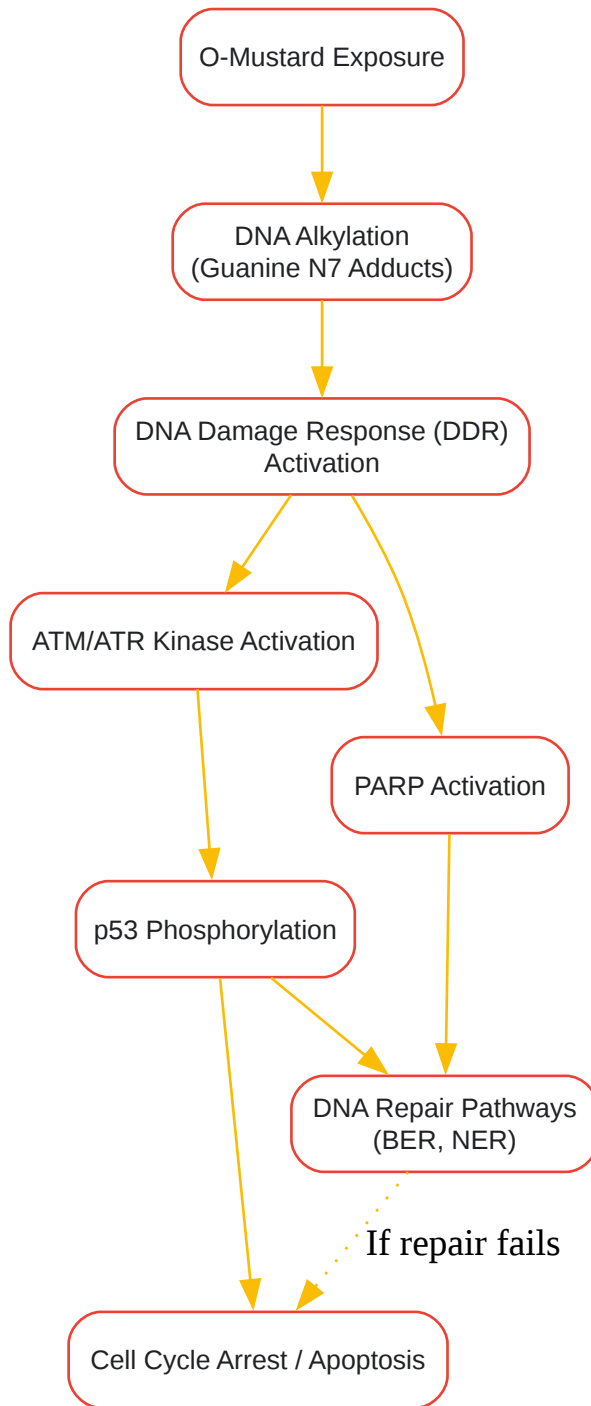 O-Mustard Exposure
DNA Alkylation
(Guanine N7 Adducts)
DNA Damage Response (DDR)
Activation
ATM/ATR Kinase Activation
PARP Activation
p53 Phosphorylation
DNA Repair Pathways
(BER, NER)
If repair fails
Cell Cycle Arrest / Apoptosis